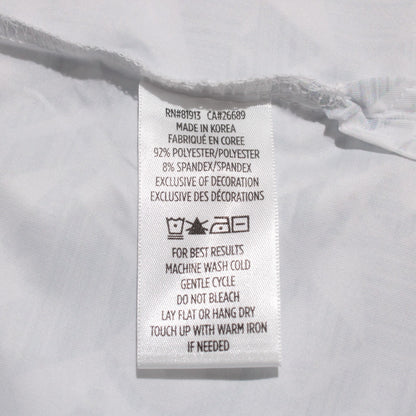 RN#81913 CA#26689
MADE IN KOREA
FABRIQUÉ EN CORÉE
92% POLYESTER/POLYESTER
8% SPANDEX/SPANDEX
EXCLUSIVE OF DECORATION
EXCLUSIVE DES DÉCORATIONS
FOR BEST RESULTS
MACHINE WASH COLD
GENTLE CYCLE
DO NOT BLEACH
LAY FLAT OR HANG DRY
TOUCH UP WITH WARM IRON
IF NEEDED